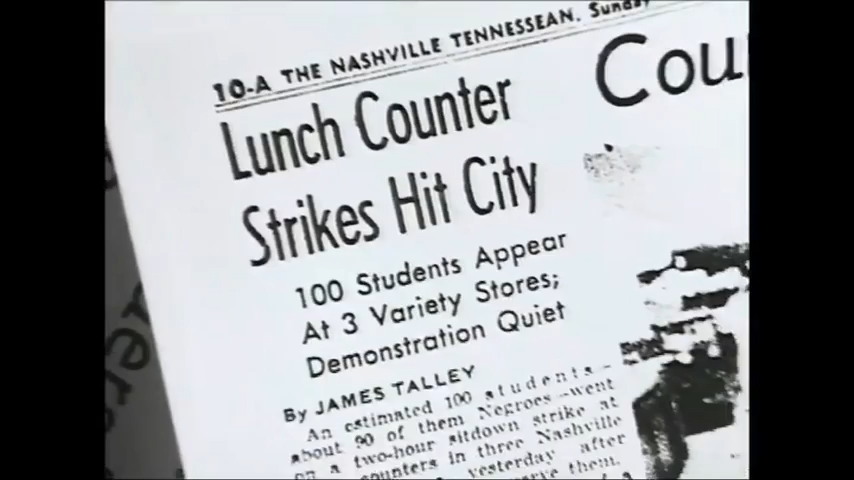 10-A THE NASHVILLE TENNESSEAN, Sunday
Lunch Counter
Strikes Hit City
100 Students Appear
At 3 Variety Stores;
Demonstration Quiet
By JAMES TALLEY
An estimated 100 students—
about 90 of them Negroes—went
on a two-hour sitdown strike at
counters in three Nashville
yesterday after
serve them.
Cou